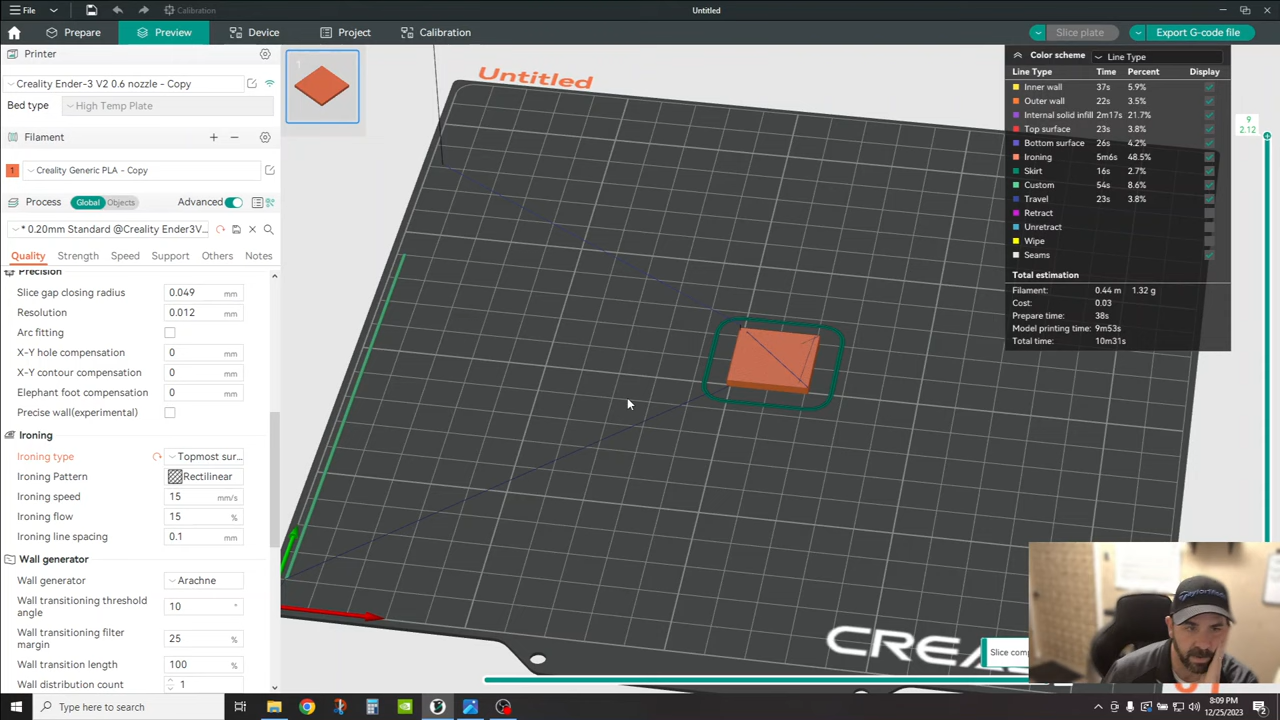 File
Calibration
Untitled
Prepare
Preview
Device
Project
Calibration
Slice plate
Export G-code file
Printer
Creality Ender-3 V2 0.6 nozzle - Copy
Bed type
High Temp Plate
Filament
1
Creality Generic PLA - Copy
Process
Global
Objects
Advanced
* 0.20mm Standard @Creality Ender3V...
Quality
Strength
Speed
Support
Others
Notes
Precision
Slice gap closing radius
0.049 mm
Resolution
0.012 mm
Arc fitting
X-Y hole compensation
0 mm
X-Y contour compensation
0 mm
Elephant foot compensation
0 mm
Precise wall(experimental)
Ironing
Ironing type
Topmost sur...
Ironing Pattern
Rectilinear
Ironing speed
15 mm/s
Ironing flow
15 %
Ironing line spacing
0.1 mm
Wall generator
Wall generator
Arachne
Wall transitioning threshold
angle
10 °
Wall transitioning filter
margin
25 %
Wall transition length
100 %
Wall distribution count
1
1
Untitled
Color scheme
Line Type
Line Type Time Percent Display
Inner wall 37s 5.9%
Outer wall 22s 3.5%
Internal solid infill 2m17s 21.7%
Top surface 23s 3.8%
Bottom surface 26s 4.2%
Ironing 5m6s 48.5%
Skirt 16s 2.7%
Custom 54s 8.6%
Travel 23s 3.8%
Retract
Unretract
Wipe
Seams
Total estimation
Filament: 0.44 m 1.32 g
Cost: 0.03
Prepare time: 38s
Model printing time: 9m53s
Total time: 10m31s
9
2.12
Slice com
Type here to search
8:09 PM
12/25/2023
2